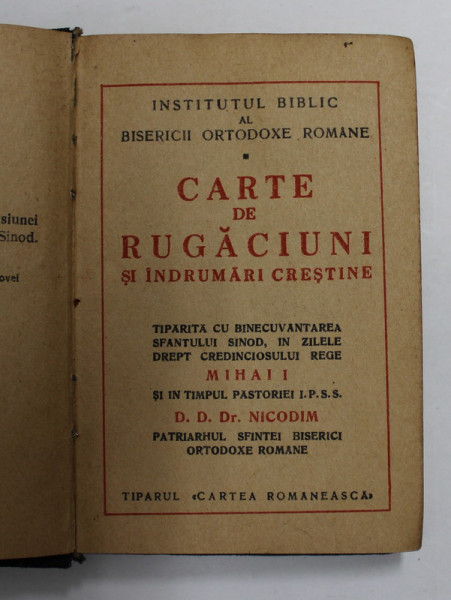 siunei
Sinod.
ovei
INSTITUTUL BIBLIC
AL
BISERICII ORTODOXE ROMÂNE
CARTE
DE
RUGĂCIUNI
ŞI ÎNDRUMĂRI CREŞTINE
TIPARITĂ CU BINECUVANTAREA
SFANTULUI SINOD, IN ZILELE
DREPT CREDINCIOSULUI REGE
MIHAI I
ŞI IN TIMPUL PASTORIEI I.P.S.S.
D. D. Dr. NICODIM
PATRIARHUL SFINTEI BISERICI
ORTODOXE ROMANE
TIPARUL «CARTEA ROMANEASCĂ»